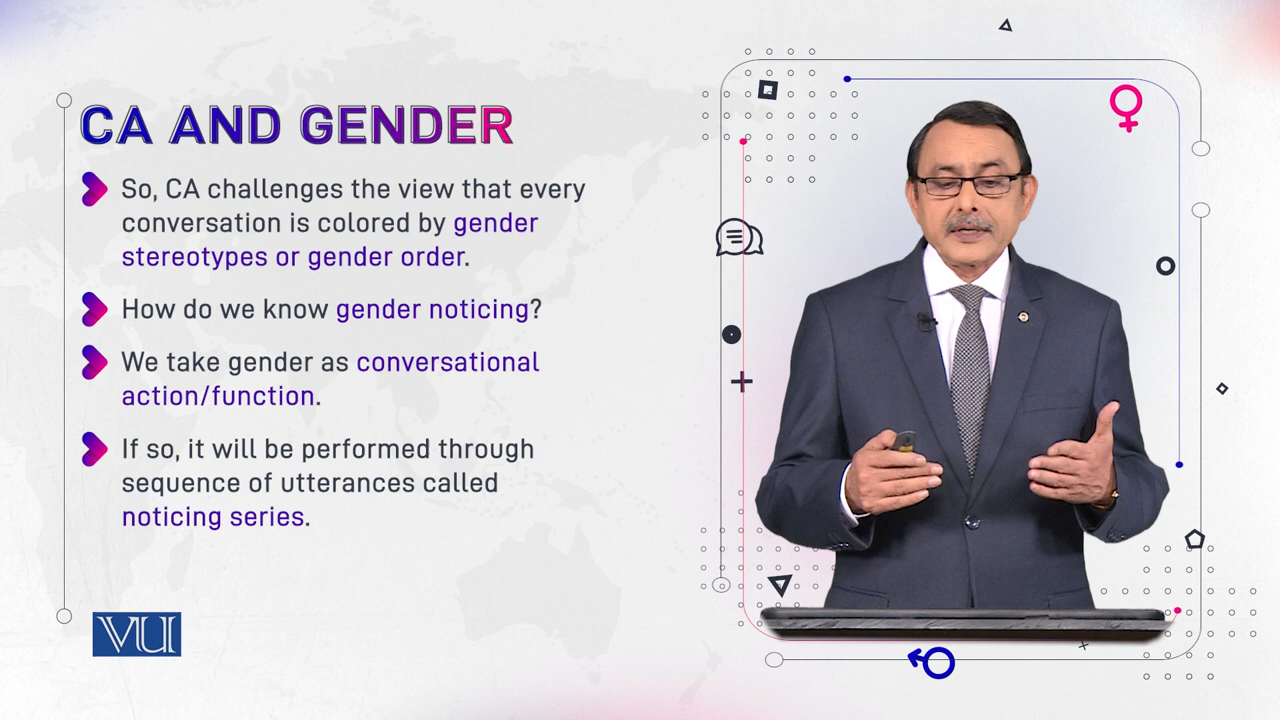 CA AND GENDER
So, CA challenges the view that every
conversation is colored by gender
stereotypes or gender order.
How do we know gender noticing?
We take gender as conversational
action/function.
If so, it will be performed through
sequence of utterances called
noticing series.
VU